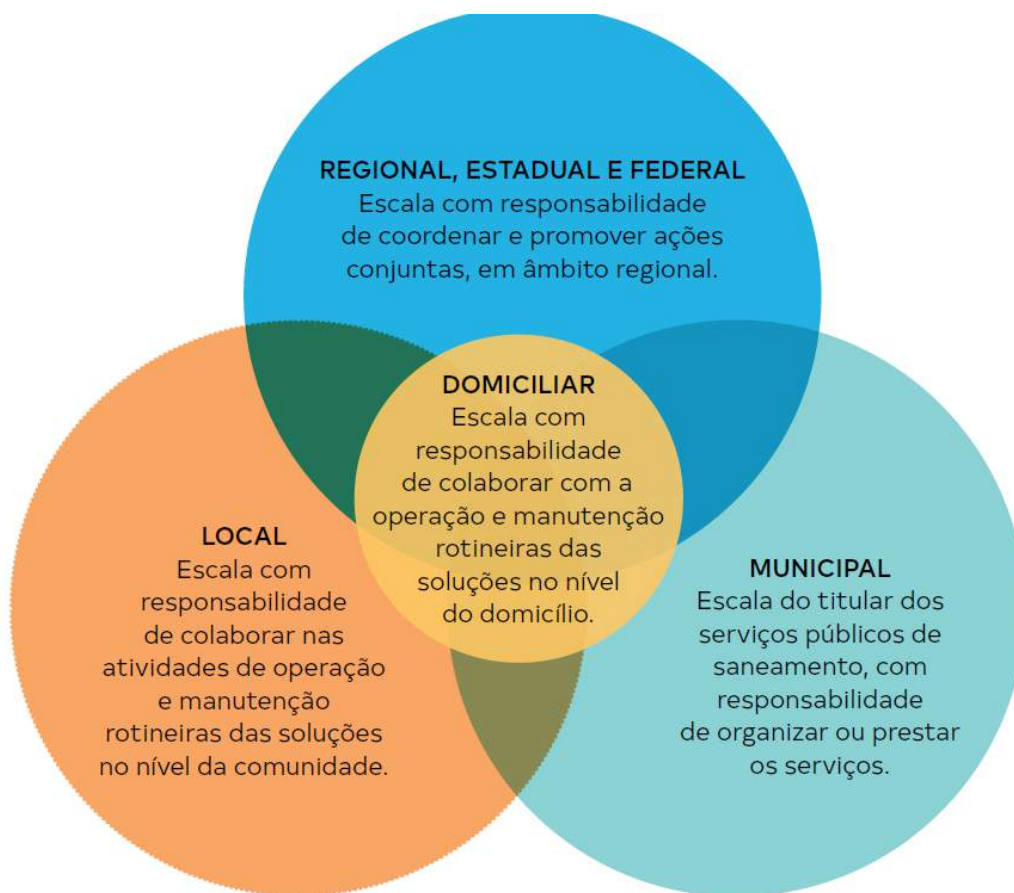 REGIONAL, ESTADUAL E FEDERAL
Escala com responsabilidade
de coordenar e promover ações
conjuntas, em âmbito regional.
DOMICILIAR
Escala com
responsabilidade
de colaborar com a
operação e manutenção
rotineiras das
soluções no nível
do domicílio.
LOCAL
Escala com
responsabilidade
de colaborar nas
atividades de operação
e manutenção
rotineiras das soluções
no nível da comunidade.
MUNICIPAL
Escala do titular dos
serviços públicos de
saneamento, com
responsabilidade
de organizar ou prestar
os serviços.